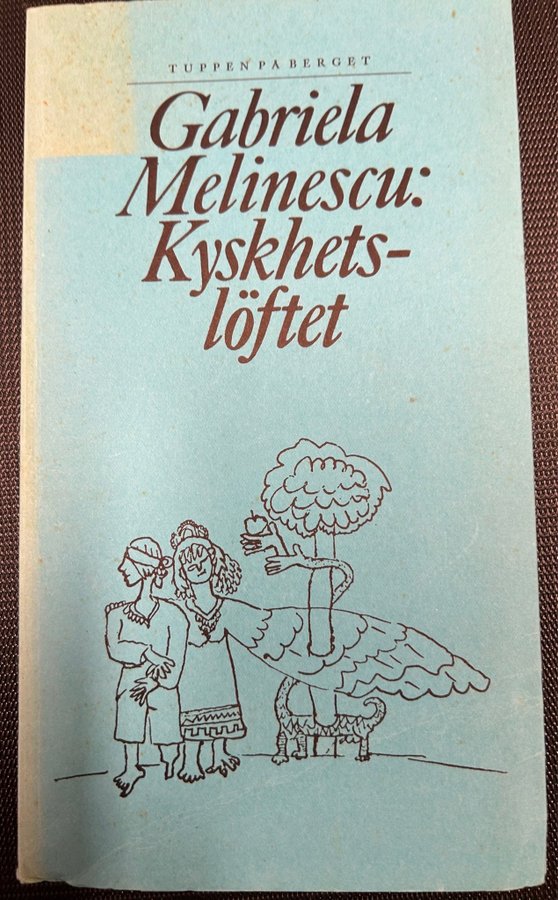 TUPPEN PÅ BERGET
Gabriela
Melinescu:
Kyskhets-
löftet